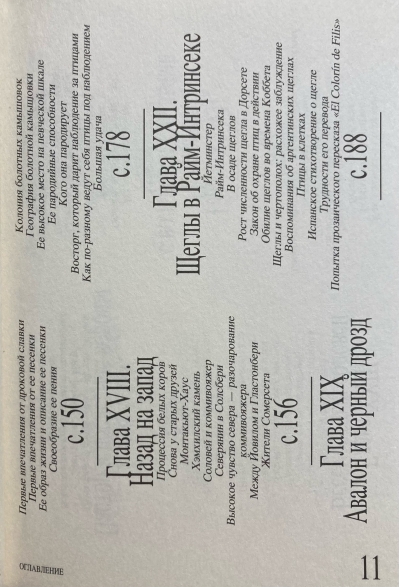 ОГЛАВЛЕНИЕ
Первые впечатления от дроковой славки
Первые впечатления от ее песенки
Ее образ жизни и описание ее песенки
Своеобразие ее пения
с.150
Глава XVIII.
Назад на запад
Процессия белых коров
Снова у старых друзей
Монтакьют-Хаус
Хэмхилский камень
Соловей и коммивояжер
Северянин в Солсбери
Высокое чувство севера — разочарование
коммивояжера
Между Йовилом и Гластонбери
Жители Сомерсета
с.156
Глава XIX
Авалон и черный дрозд
Колония болотных камышовок
География болотной камышовки
Ее высокое место на певческой шкале
Ее пародийные способности
Кого она пародирует
Восторг, который дарит наблюдение за птицами
Как по-разному ведут себя птицы под наблюдением
Большая удача
с.178
Глава XXII.
Щеглы в Райм-Интринсеке
Йетминстер
Райм-Интринсека
В осаде щеглов
Рост численности щегла в Дорсете
Закон об охране птиц в действии
Обилие щеглов во времена Коббета
Щеглы и чертополох: расхожее заблуждение
Воспоминания об аргентинских щеглах
Птицы в клетках
Испанское стихотворение о щегле
Трудности его перевода
Попытка прозаического пересказа «El Colorin de Filis»
с.188
11